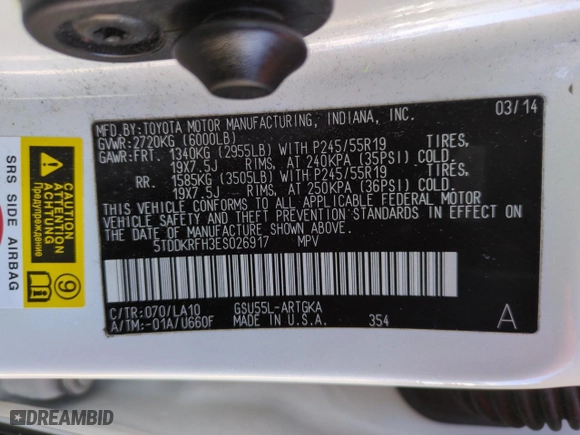 MFD.BY:TOYOTA MOTOR MANUFACTURING, INDIANA, INC. 03/14
GVWR:2720KG (6000LB)
GAWR:FRT. 1340KG (2955LB) WITH P245/55R19 TIRES,
19X7.5J RIMS, AT 240KPA (35PSI) COLD.
RR. 1585KG (3505LB) WITH P245/55R19 TIRES,
19X7.5J RIMS, AT 250KPA (36PSI) COLD.
THIS VEHICLE CONFORMS TO ALL APPLICABLE FEDERAL MOTOR
VEHICLE SAFETY AND THEFT PREVENTION STANDARDS IN EFFECT ON
THE DATE OF MANUFACTURE SHOWN ABOVE.
5TDDKRFH3ES026917 MPV
C/TR:070/LA10 GSU55L-ARTGKA
A/TM:-01A/U660F MADE IN U.S.A. 354 A
SRS SIDE AIRBAG
CAUTION
ACHTUNG
Предупреждение
9
DREAMBID